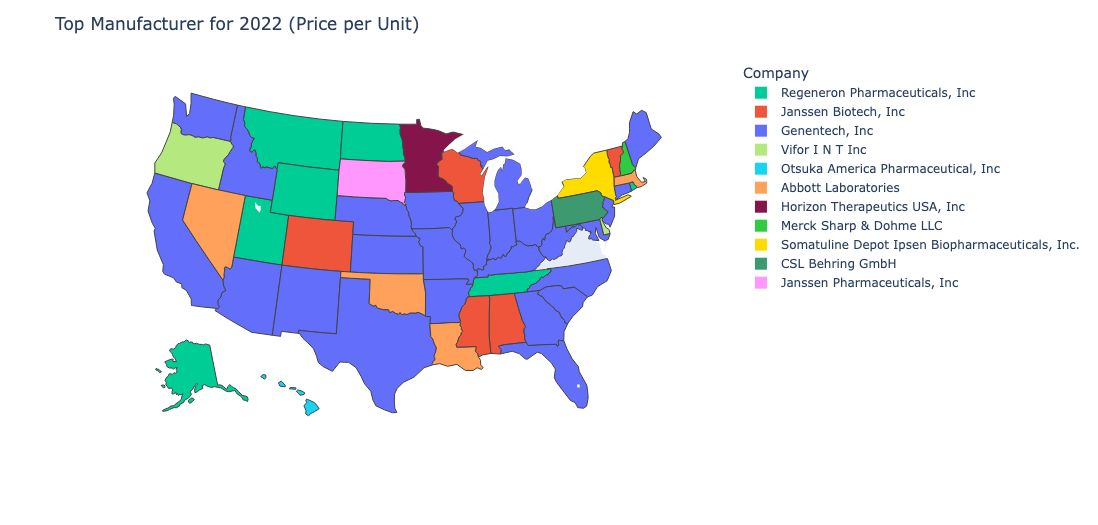 Top Manufacturer for 2022 (Price per Unit)
Company
Regeneron Pharmaceuticals, Inc
Janssen Biotech, Inc
Genentech, Inc
Vifor I N T Inc
Otsuka America Pharmaceutical, Inc
Abbott Laboratories
Horizon Therapeutics USA, Inc
Merck Sharp & Dohme LLC
Somatuline Depot Ipsen Biopharmaceuticals, Inc.
CSL Behring GmbH
Janssen Pharmaceuticals, Inc